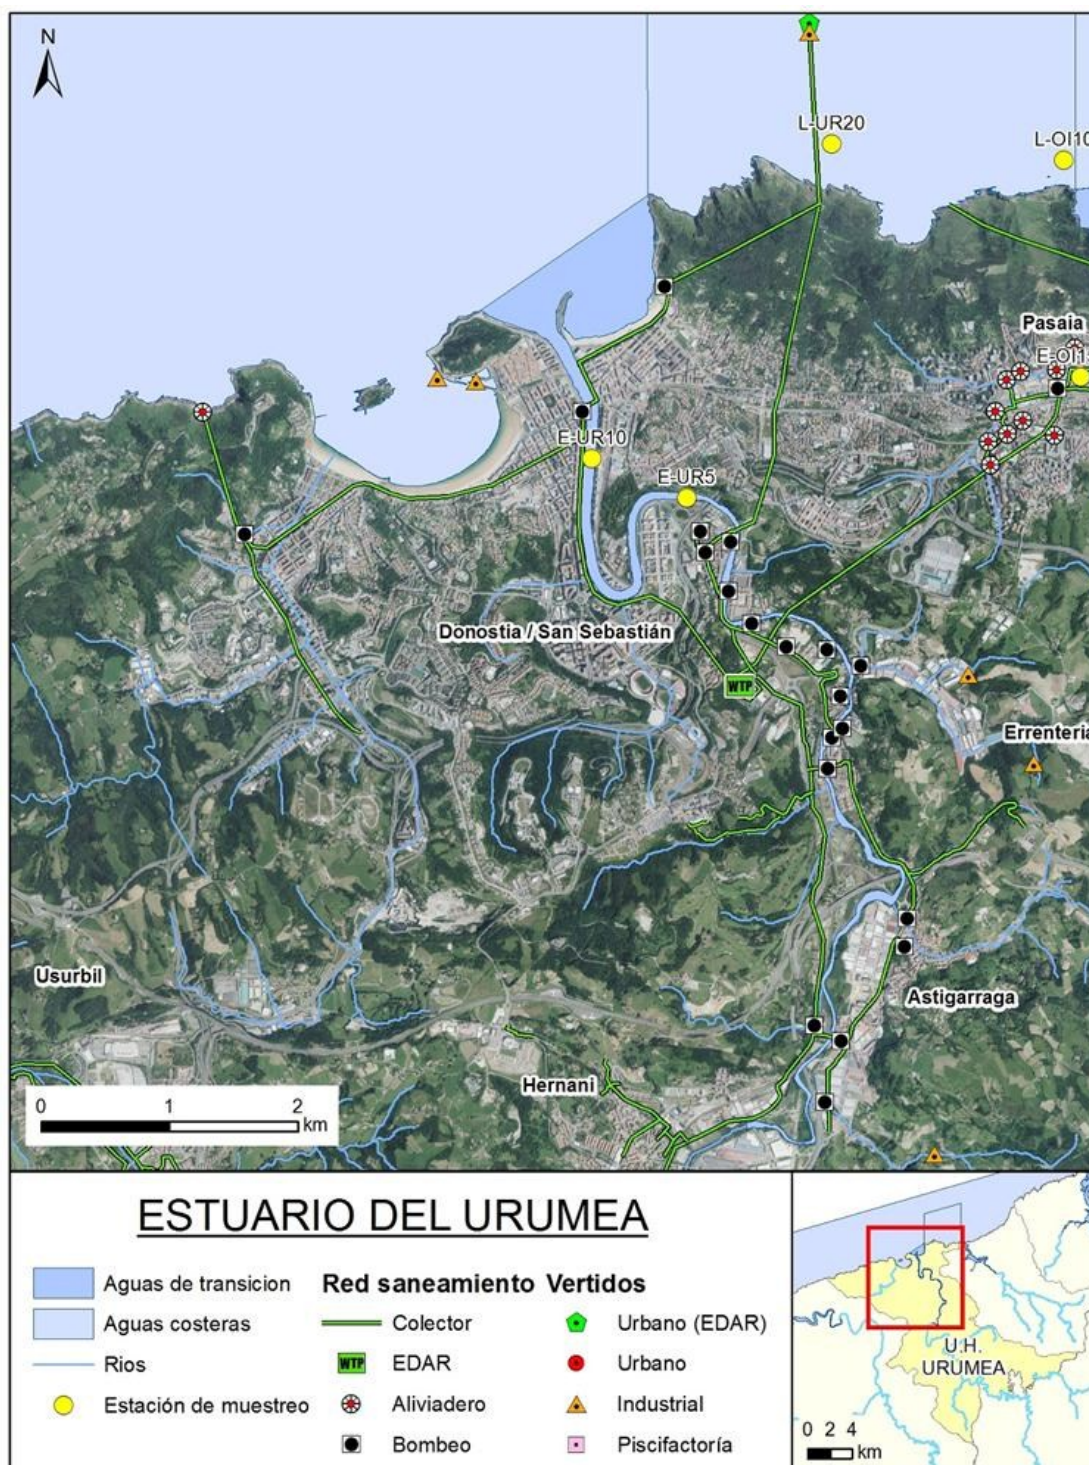 N
L-UR20
L-OI10
Pasaia
E-OI1
E-UR10
E-UR5
Donostia / San Sebastián
WTP
Errenteria
Usurbil
Astigarraga
Hernani
0 1 2
km
ESTUARIO DEL URUMEA
Aguas de transicion
Aguas costeras
Rios
Estación de muestreo
Red saneamiento
Colector
WTP EDAR
Aliviadero
Bombeo
Vertidos
Urbano (EDAR)
Urbano
Industrial
Piscifactoría
U.H.
URUMEA
0 2 4
km